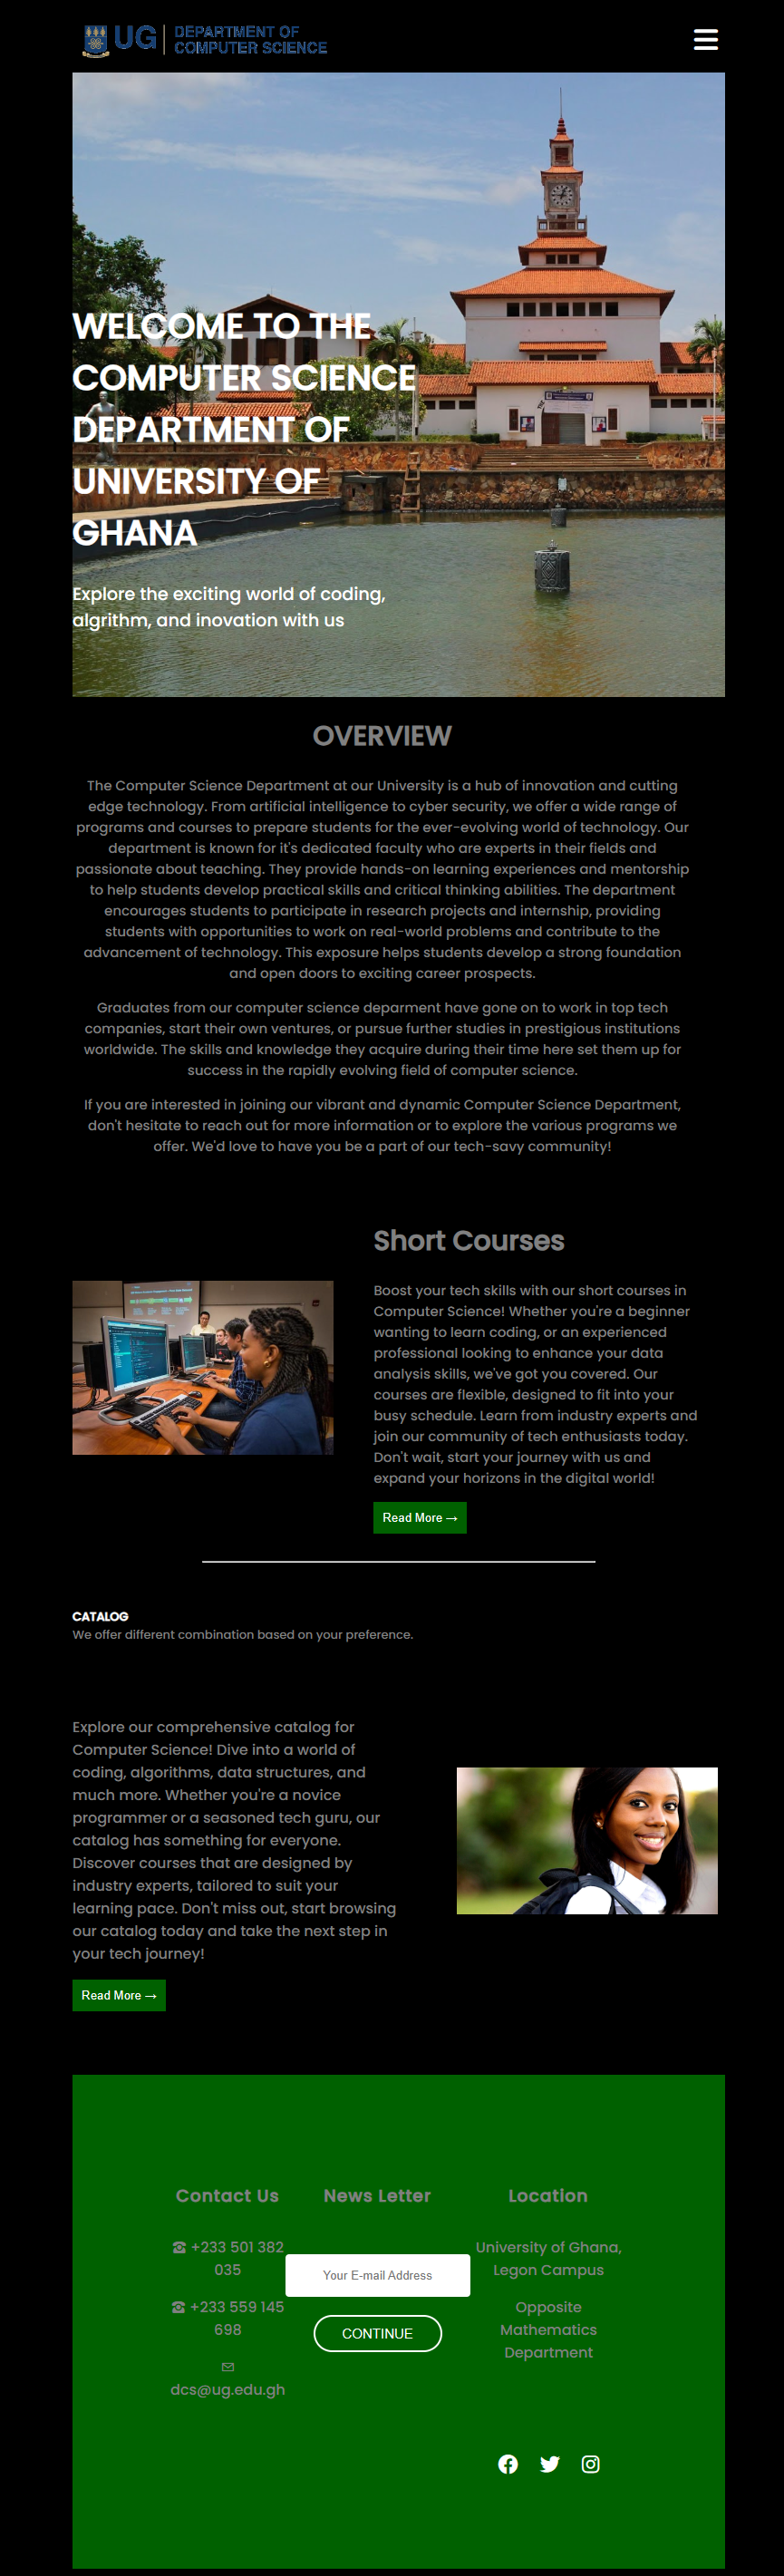 UG
DEPARTMENT OF
COMPUTER SCIENCE
WELCOME TO THE
COMPUTER SCIENCE
DEPARTMENT OF
UNIVERSITY OF
GHANA
Explore the exciting world of coding,
algrithm, and inovation with us
OVERVIEW
The Computer Science Department at our University is a hub of innovation and cutting
edge technology. From artificial intelligence to cyber security, we offer a wide range of
programs and courses to prepare students for the ever-evolving world of technology. Our
department is known for it's dedicated faculty who are experts in their fields and
passionate about teaching. They provide hands-on learning experiences and mentorship
to help students develop practical skills and critical thinking abilities. The department
encourages students to participate in research projects and internship, providing
students with opportunities to work on real-world problems and contribute to the
advancement of technology. This exposure helps students develop a strong foundation
and open doors to exciting career prospects.
Graduates from our computer science deparment have gone on to work in top tech
companies, start their own ventures, or pursue further studies in prestigious institutions
worldwide. The skills and knowledge they acquire during their time here set them up for
success in the rapidly evolving field of computer science.
If you are interested in joining our vibrant and dynamic Computer Science Department,
don't hesitate to reach out for more information or to explore the various programs we
offer. We'd love to have you be a part of our tech-savy community!
Short Courses
Boost your tech skills with our short courses in
Computer Science! Whether you're a beginner
wanting to learn coding, or an experienced
professional looking to enhance your data
analysis skills, we've got you covered. Our
courses are flexible, designed to fit into your
busy schedule. Learn from industry experts and
join our community of tech enthusiasts today.
Don't wait, start your journey with us and
expand your horizons in the digital world!
Read More →
CATALOG
We offer different combination based on your preference.
Explore our comprehensive catalog for
Computer Science! Dive into a world of
coding, algorithms, data structures, and
much more. Whether you're a novice
programmer or a seasoned tech guru, our
catalog has something for everyone.
Discover courses that are designed by
industry experts, tailored to suit your
learning pace. Don't miss out, start browsing
our catalog today and take the next step in
your tech journey!
Read More →
Contact Us
+233 501 382
035
+233 559 145
698
dcs@ug.edu.gh
News Letter
Your E-mail Address
CONTINUE
Location
University of Ghana,
Legon Campus
Opposite
Mathematics
Department